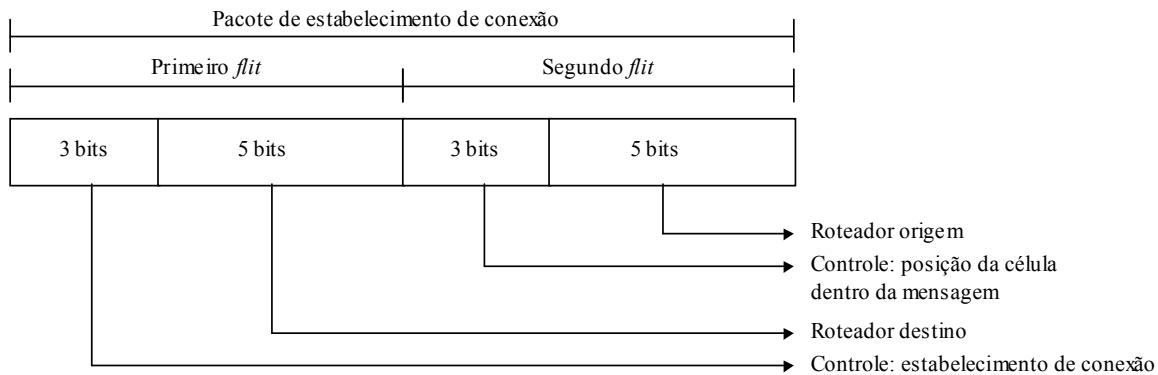 Pacote de estabelecimento de conexão
Primeiro flit
Segundo flit
3 bits
5 bits
3 bits
5 bits
Roteador origem
Controle: posição da célula
dentro da mensagem
Roteador destino
Controle: estabelecimento de conexão